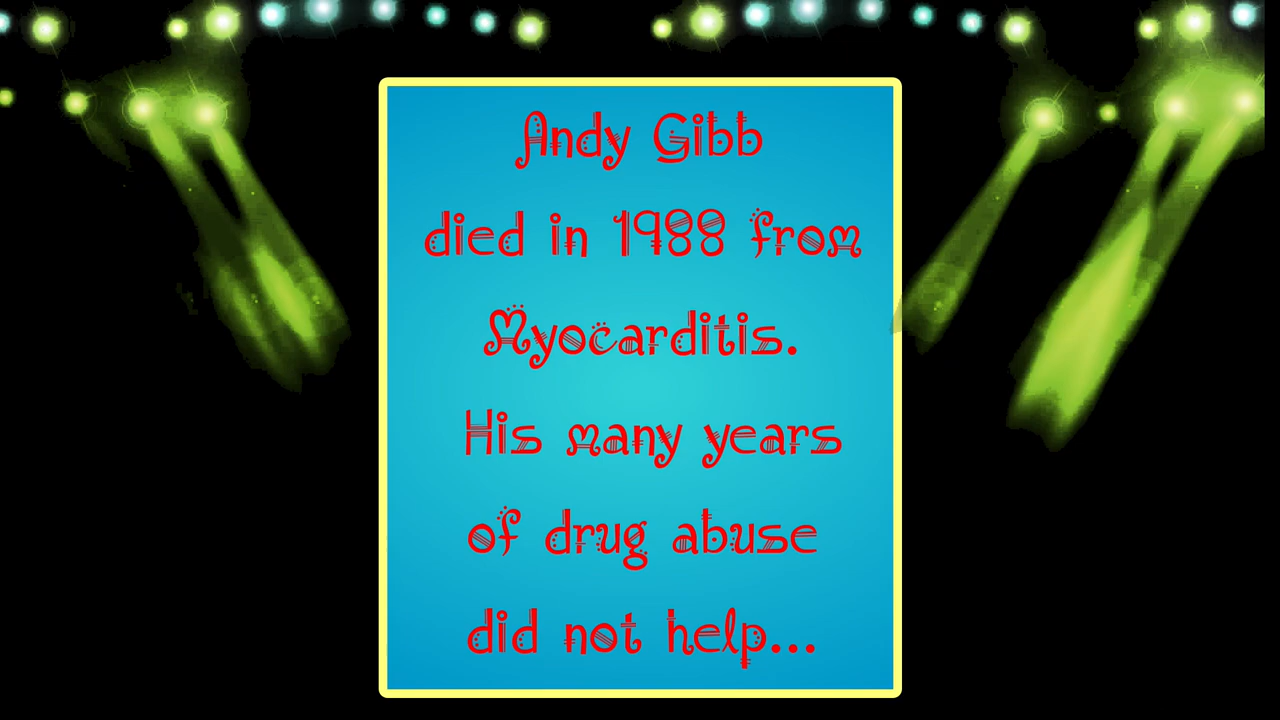 Andy Gibb
died in 1988 from
Myocarditis.
His many years
of drug abuse
did not help...